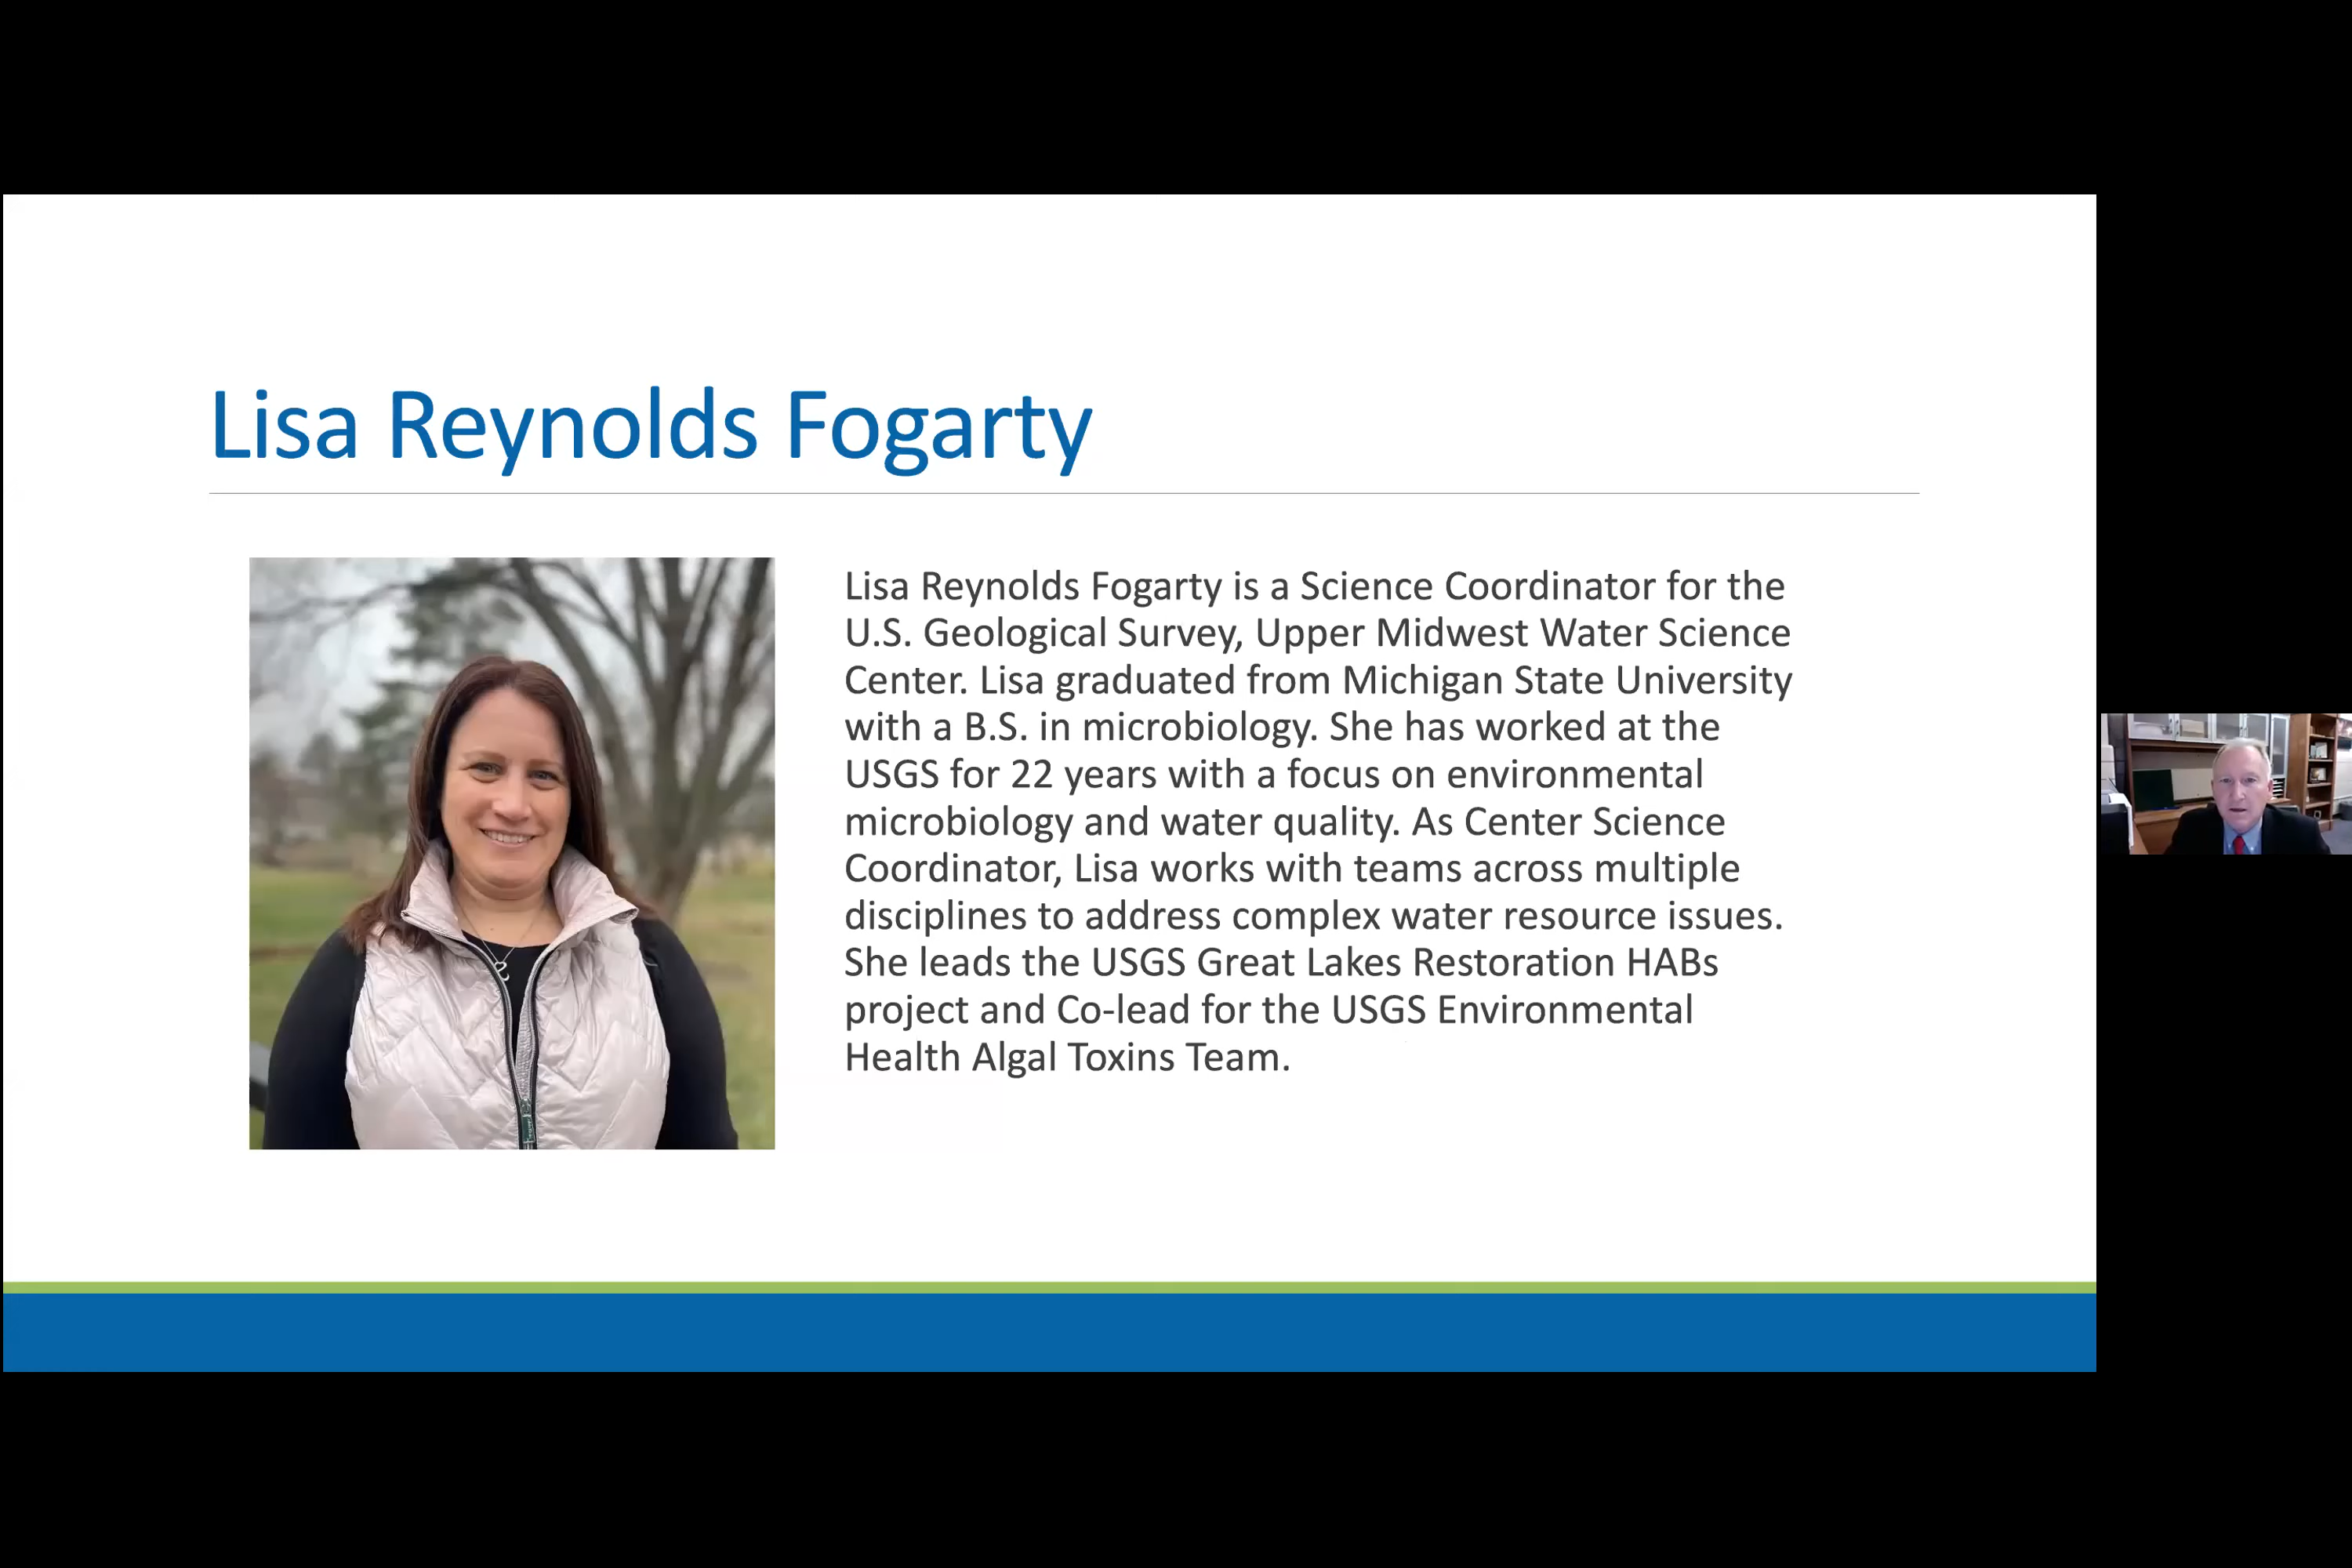 Lisa Reynolds Fogarty
Lisa Reynolds Fogarty is a Science Coordinator for the
U.S. Geological Survey, Upper Midwest Water Science
Center. Lisa graduated from Michigan State University
with a B.S. in microbiology. She has worked at the
USGS for 22 years with a focus on environmental
microbiology and water quality. As Center Science
Coordinator, Lisa works with teams across multiple
disciplines to address complex water resource issues.
She leads the USGS Great Lakes Restoration HABs
project and Co-lead for the USGS Environmental
Health Algal Toxins Team.